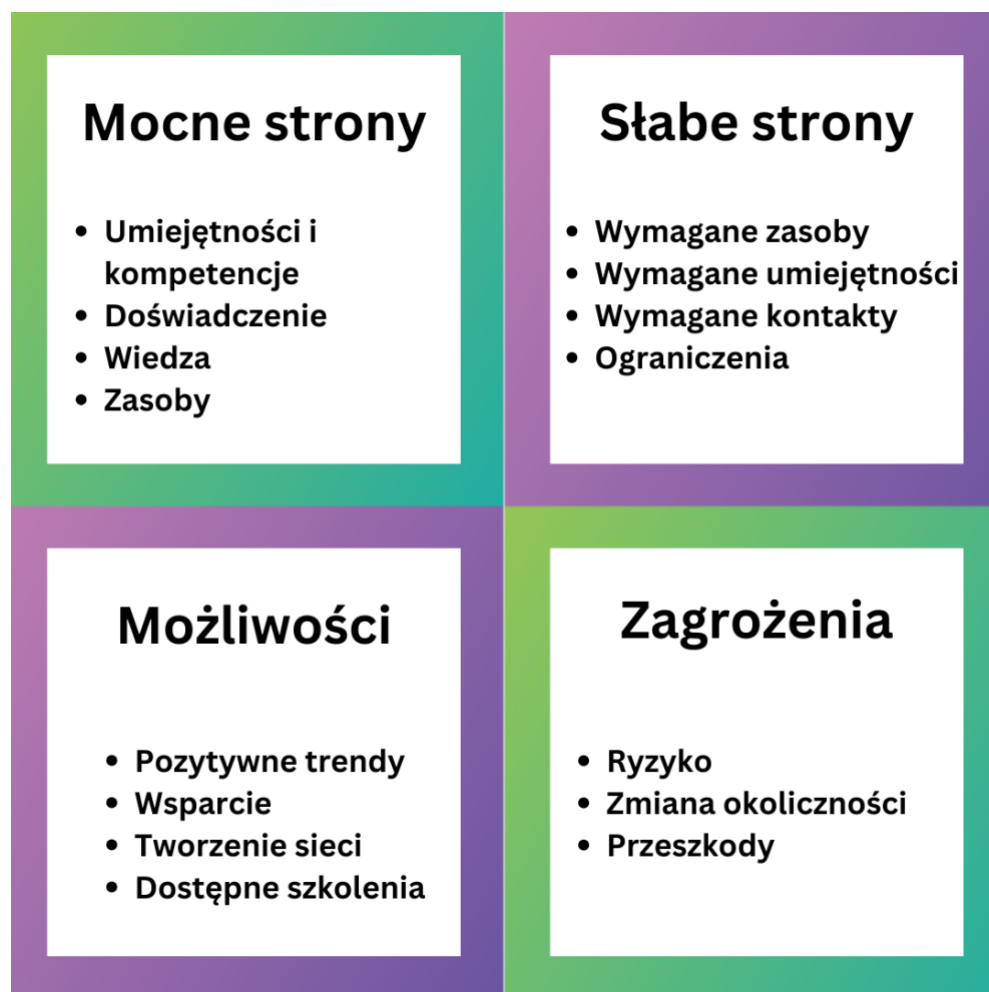 Mocne strony
• Umiejętności i
kompetencje
• Doświadczenie
• Wiedza
• Zasoby
Słabe strony
• Wymagane zasoby
• Wymagane umiejętności
• Wymagane kontakty
• Ograniczenia
Możliwości
• Pozytywne trendy
• Wsparcie
• Tworzenie sieci
• Dostępne szkolenia
Zagrożenia
• Ryzyko
• Zmiana okoliczności
• Przeszkody